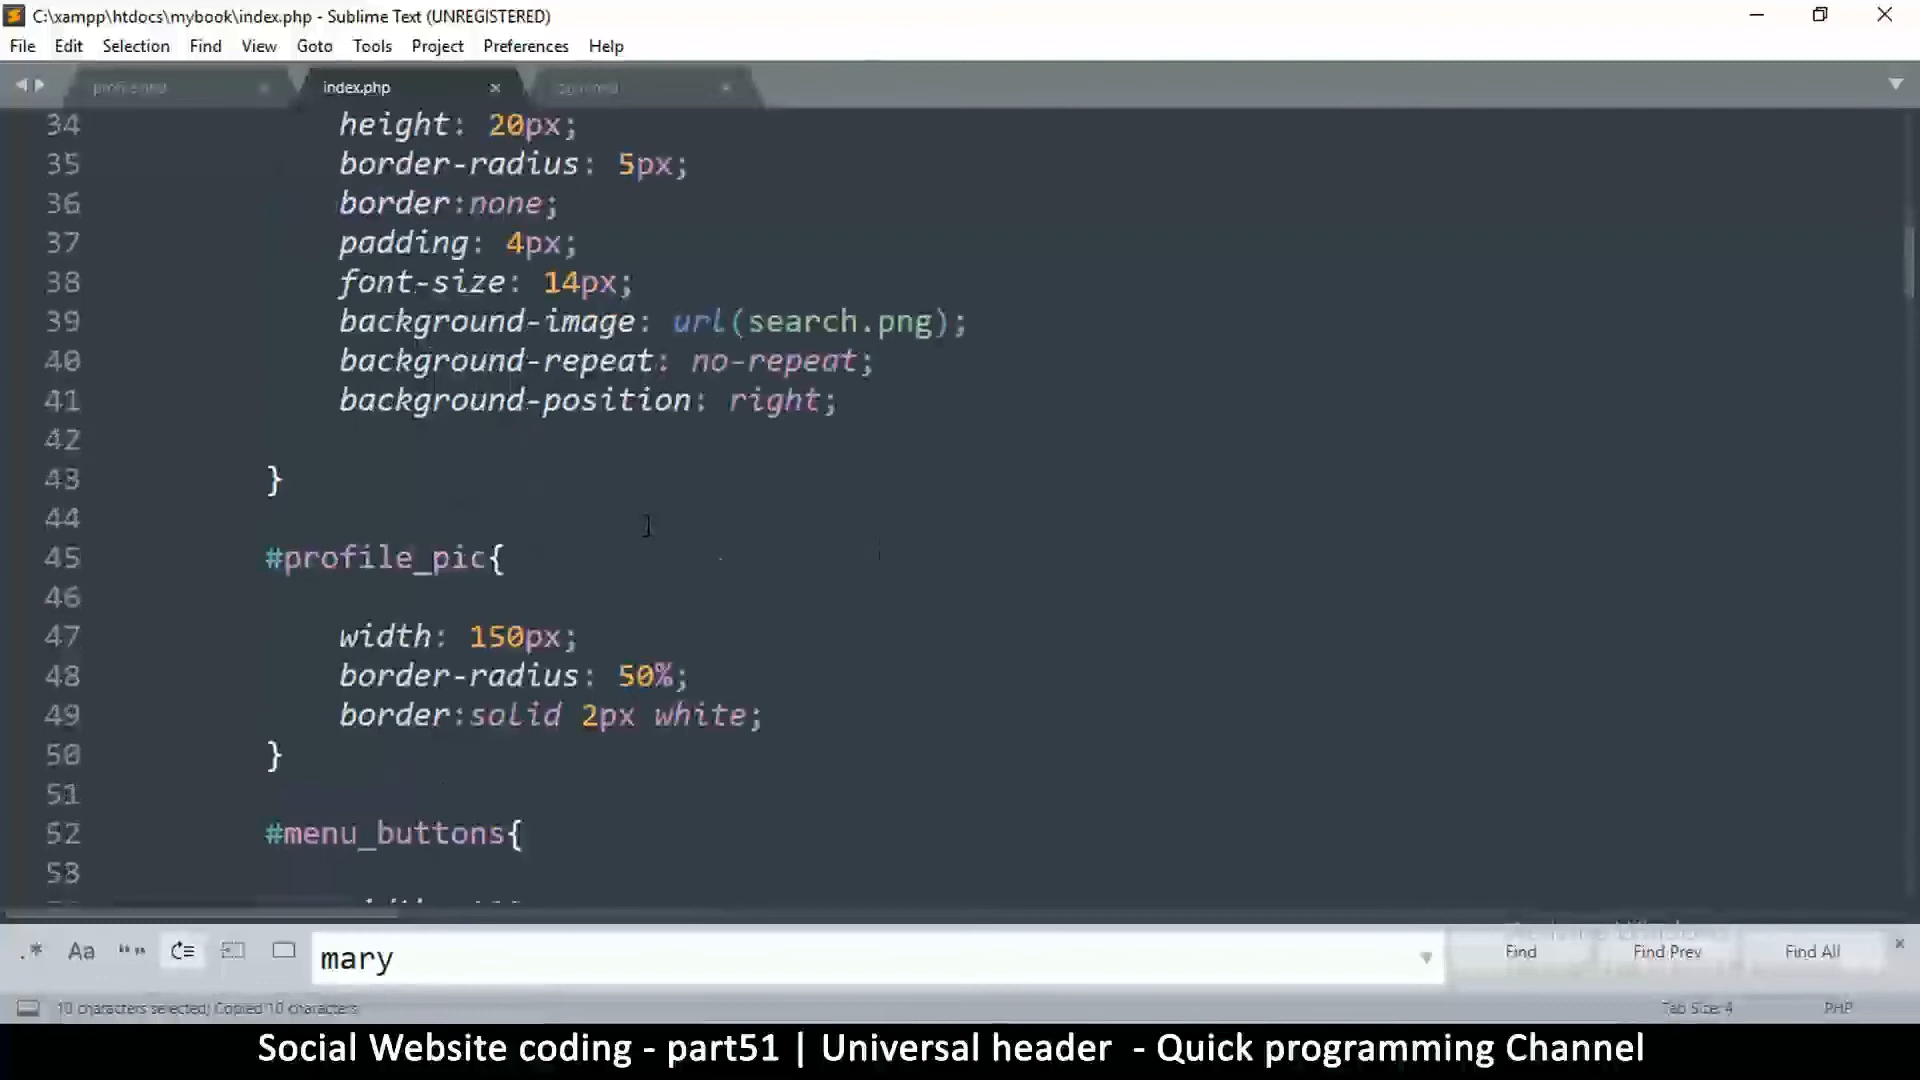 C:\xampp\htdocs\mybook\index.php - Sublime Text (UNREGISTERED)
File Edit Selection Find View Goto Tools Project Preferences Help
index.php
34 height: 20px;
35 border-radius: 5px;
36 border:none;
37 padding: 4px;
38 font-size: 14px;
39 background-image: url(search.png);
40 background-repeat: no-repeat;
41 background-position: right;
42
43 }
44
45 #profile_pic{
46
47 width: 150px;
48 border-radius: 50%;
49 border:solid 2px white;
50 }
51
52 #menu_buttons{
53
.* Aa “” mary Find Find Prev Find All
10 characters selected; Copied 10 characters Tab Size: 4 PHP
Social Website coding - part51 | Universal header - Quick programming Channel